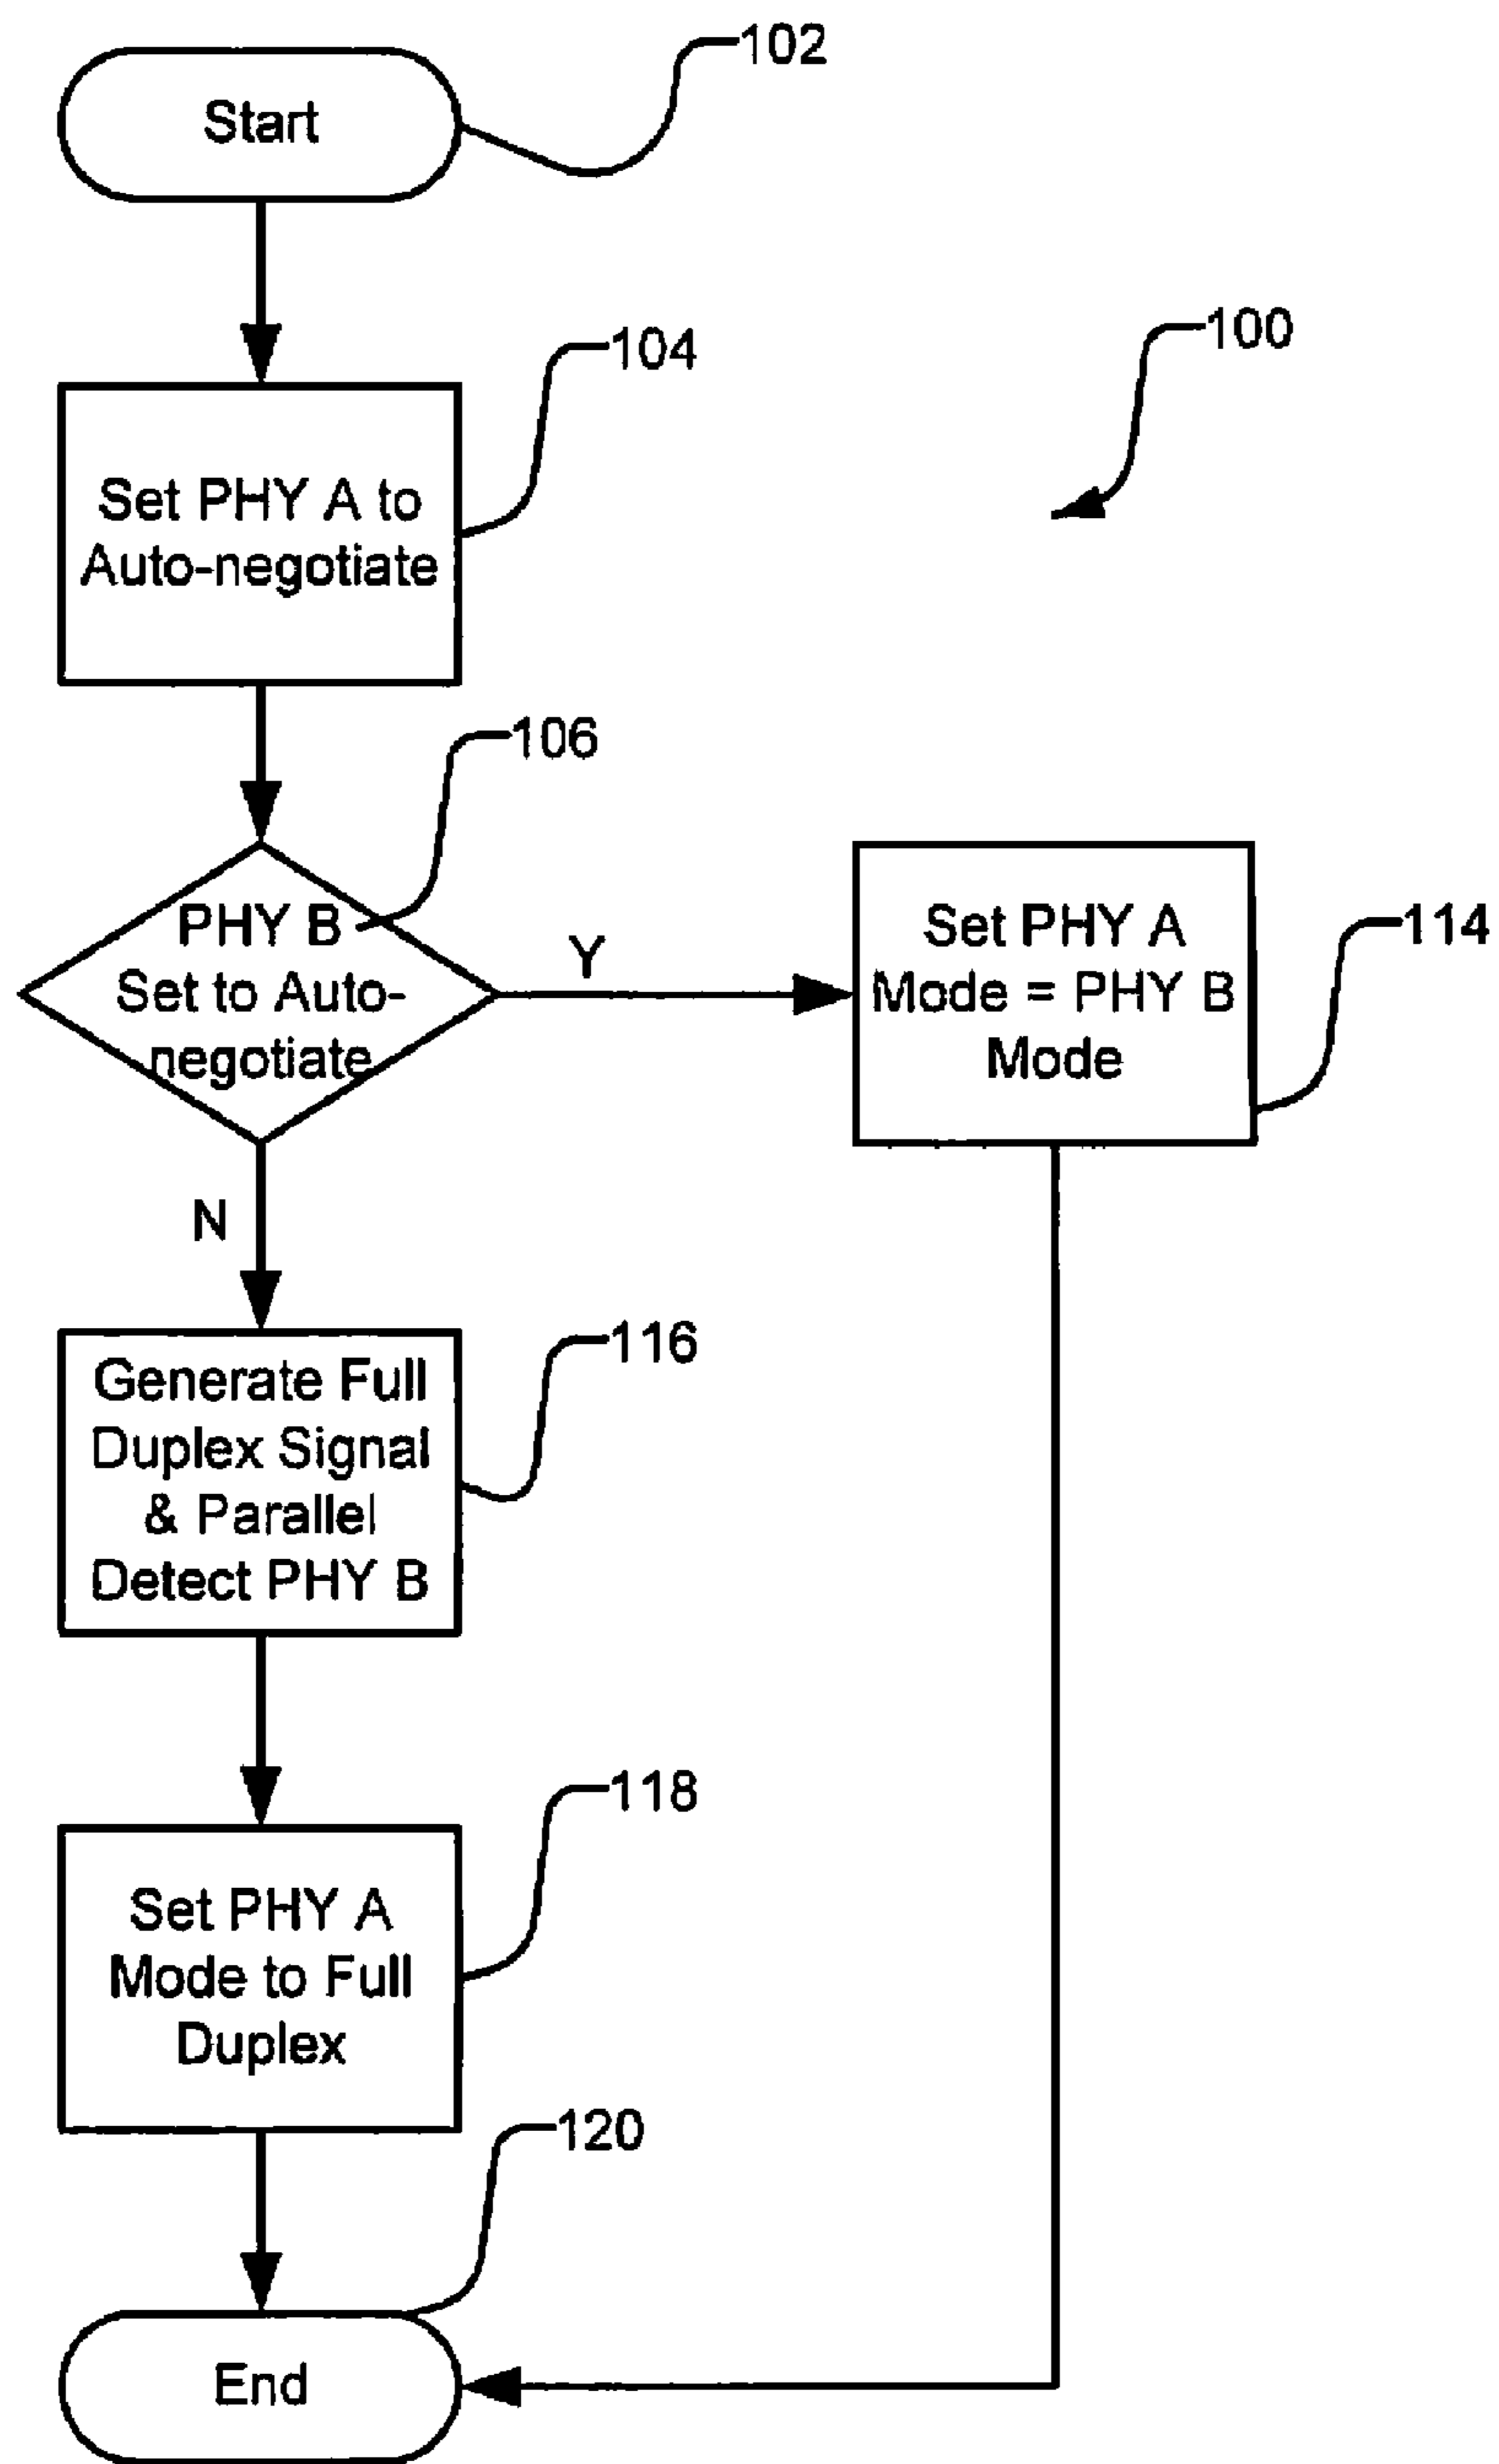 102
Start
100
104
Set PHY A to
Auto-negotiate
106
PHY B
Set to Auto-
negotiate
Y
Set PHY A
Mode = PHY B
Mode
114
N
116
Generate Full
Duplex Signal
& Parallel
Detect PHY B
118
Set PHY A
Mode to Full
Duplex
120
End